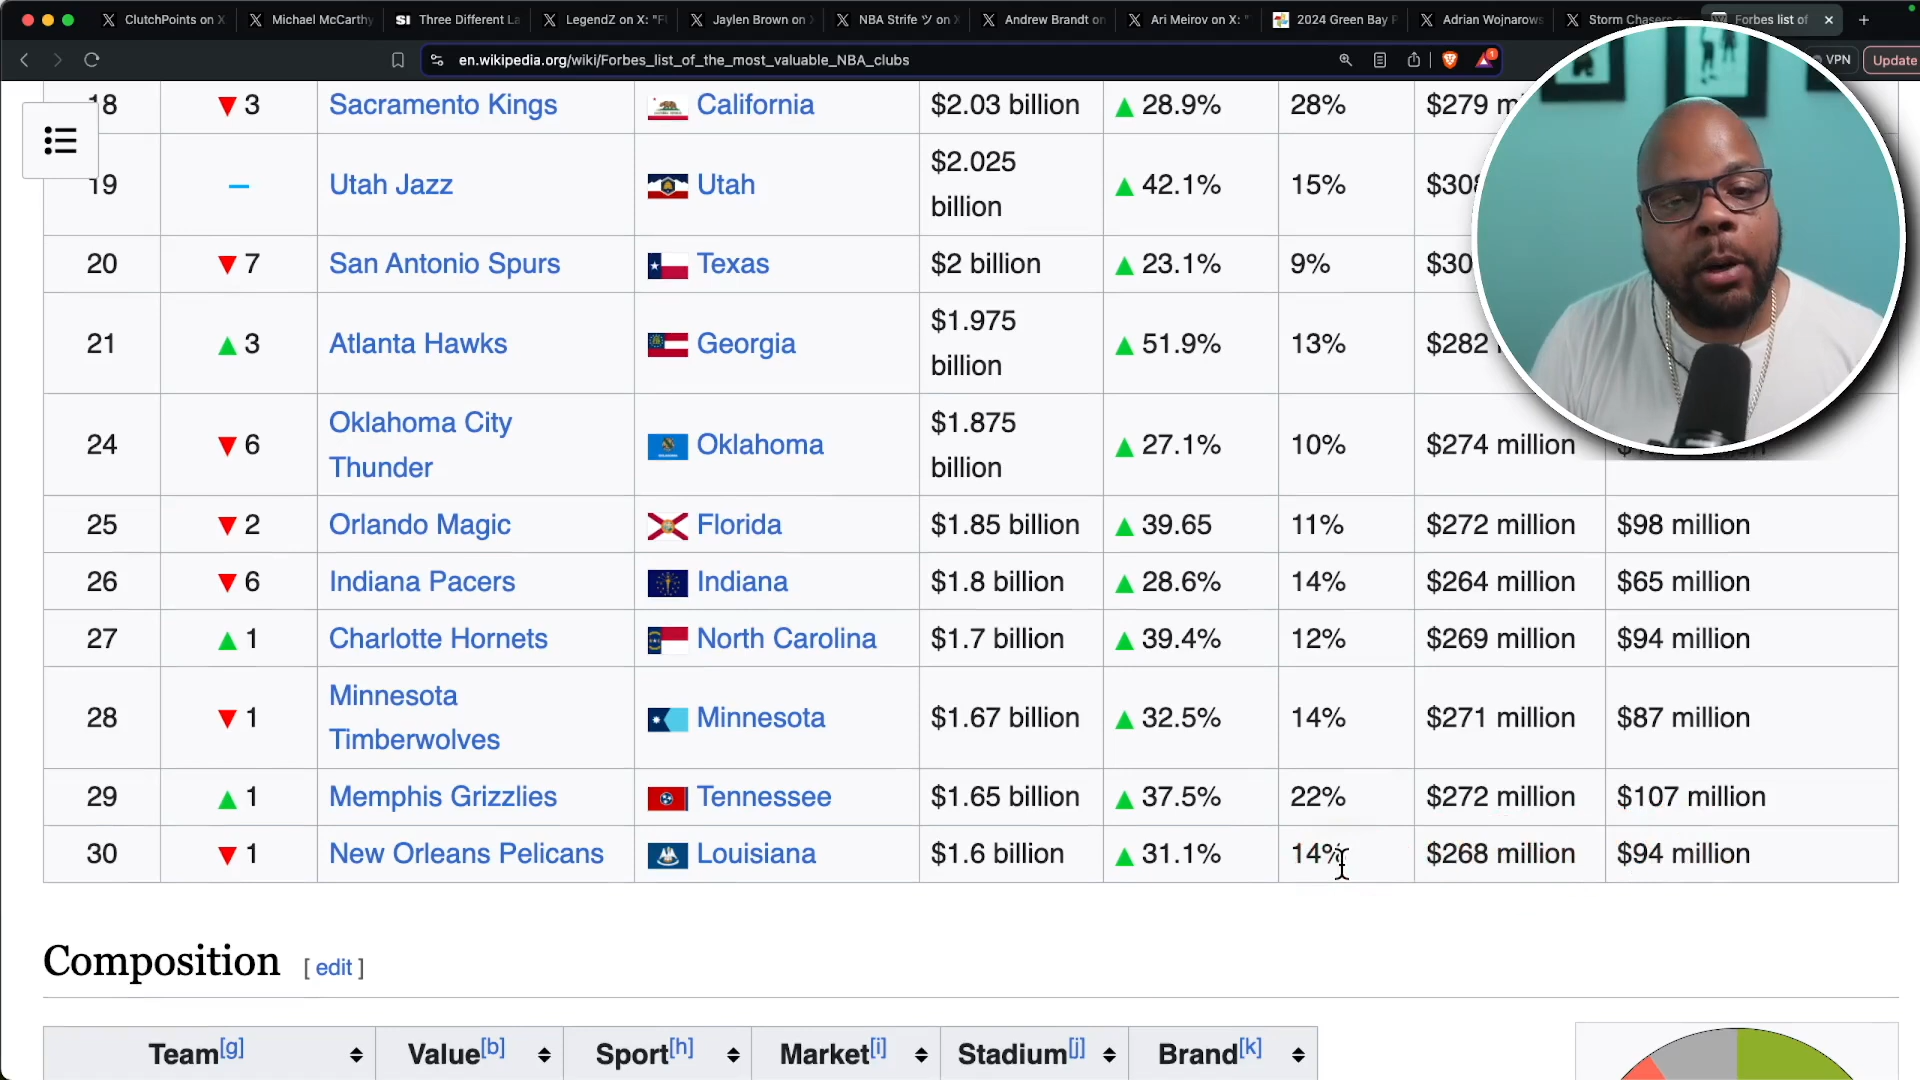 ClutchPoints on X
Michael McCarthy
SI Three Different La
LegendZ on X: "Fl
Jaylen Brown on
NBA Strife ツ on X
Andrew Brandt on
Ari Meirov on X: "
2024 Green Bay P
Adrian Wojnarows
Storm Chasers
Forbes list of
en.wikipedia.org/wiki/Forbes_list_of_the_most_valuable_NBA_clubs
1
VPN
Update
18 ▼ 3 Sacramento Kings California $2.03 billion ▲ 28.9% 28% $279 m
19 – Utah Jazz Utah $2.025 billion ▲ 42.1% 15% $308
20 ▼ 7 San Antonio Spurs Texas $2 billion ▲ 23.1% 9% $30
21 ▲ 3 Atlanta Hawks Georgia $1.975 billion ▲ 51.9% 13% $282
24 ▼ 6 Oklahoma City Thunder Oklahoma $1.875 billion ▲ 27.1% 10% $274 million
25 ▼ 2 Orlando Magic Florida $1.85 billion ▲ 39.65 11% $272 million $98 million
26 ▼ 6 Indiana Pacers Indiana $1.8 billion ▲ 28.6% 14% $264 million $65 million
27 ▲ 1 Charlotte Hornets North Carolina $1.7 billion ▲ 39.4% 12% $269 million $94 million
28 ▼ 1 Minnesota Timberwolves Minnesota $1.67 billion ▲ 32.5% 14% $271 million $87 million
29 ▲ 1 Memphis Grizzlies Tennessee $1.65 billion ▲ 37.5% 22% $272 million $107 million
30 ▼ 1 New Orleans Pelicans Louisiana $1.6 billion ▲ 31.1% 14% $268 million $94 million
Composition [ edit ]
Team[g] Value[b] Sport[h] Market[i] Stadium[j] Brand[k]